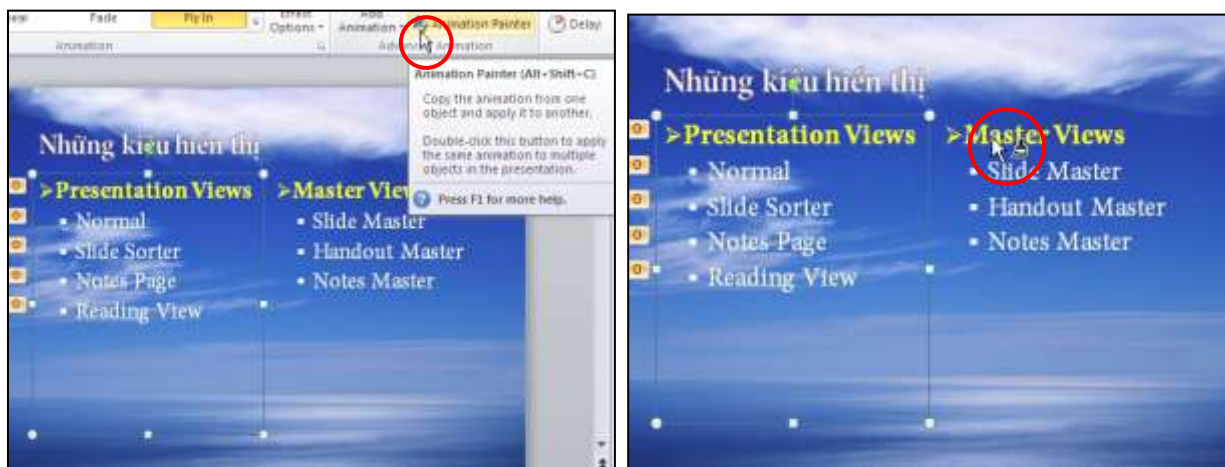 Fade
Fly In
Effect
Options
Add
Animation
Animation Painter
Delay
Animation
Advanced Animation
Animation Painter (Alt+Shift+C)
Copy the animation from one
object and apply it to another.
Double-click this button to apply
the same animation to multiple
objects in the presentation.
Press F1 for more help.
Những kiểu hiển thị
➢Presentation Views
▪ Normal
▪ Slide Sorter
▪ Notes Page
▪ Reading View
➢Master View
▪ Slide Master
▪ Handout Master
▪ Notes Master
Những kiểu hiển thị
➢Presentation Views
▪ Normal
▪ Slide Sorter
▪ Notes Page
▪ Reading View
➢Master Views
▪ Slide Master
▪ Handout Master
▪ Notes Master